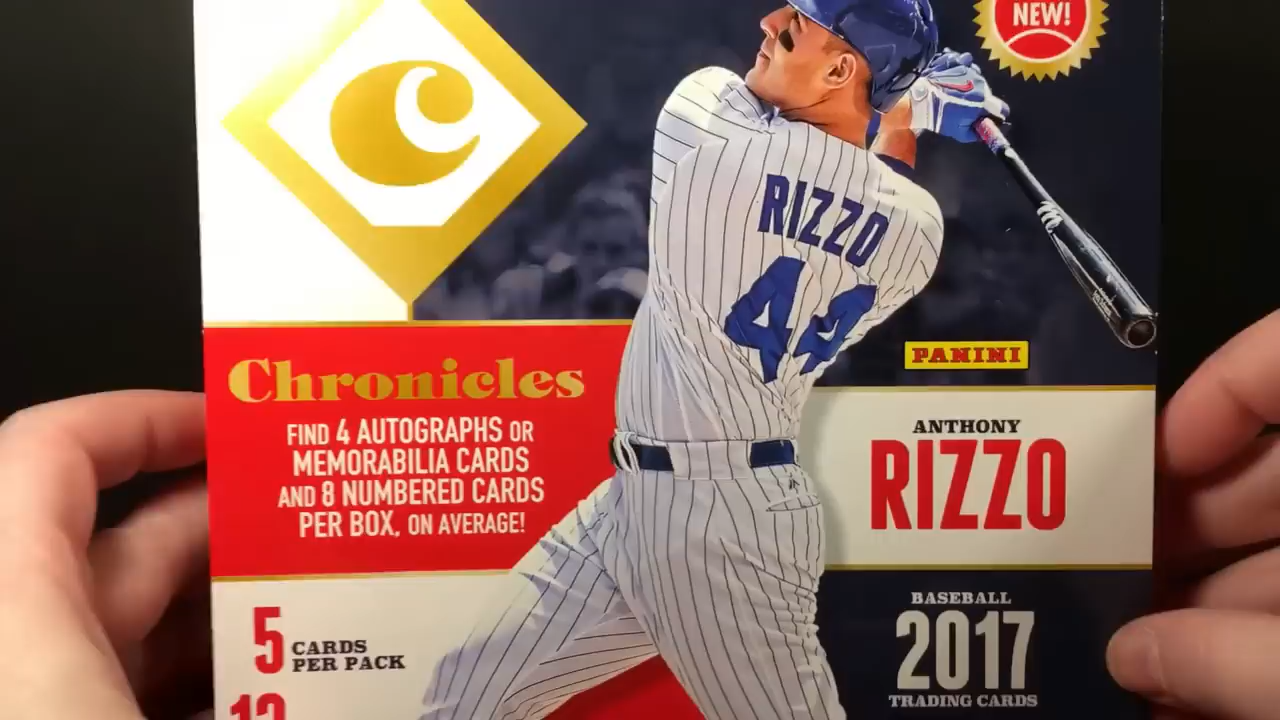 NEW!
C
RIZZO
44
PANINI
Chronicles
FIND 4 AUTOGRAPHS OR
MEMORABILIA CARDS
AND 8 NUMBERED CARDS
PER BOX, ON AVERAGE!
ANTHONY
RIZZO
5 CARDS
PER PACK
BASEBALL
2017
TRADING CARDS